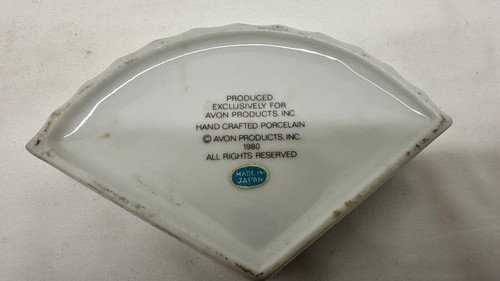 PRODUCED
EXCLUSIVELY FOR
AVON PRODUCTS, INC.
HAND CRAFTED PORCELAIN
© AVON PRODUCTS, INC.
1980
ALL RIGHTS RESERVED
MADE IN
JAPAN